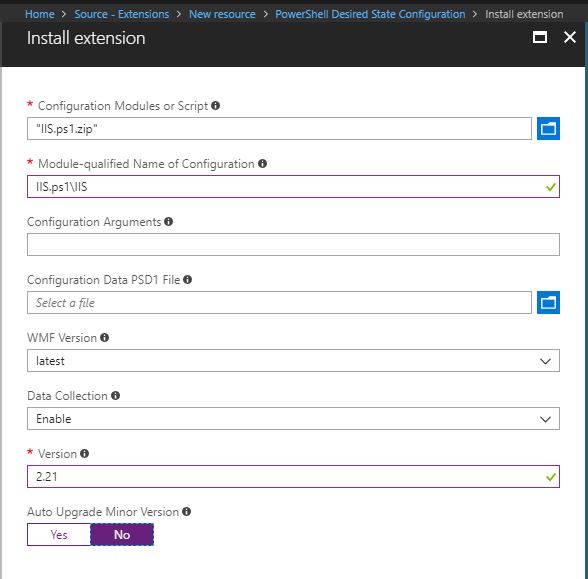 Home > Source - Extensions > New resource > PowerShell Desired State Configuration > Install extension
Install extension
* Configuration Modules or Script
"IIS.ps1.zip"
* Module-qualified Name of Configuration
IIS.ps1\IIS
Configuration Arguments
Configuration Data PSD1 File
Select a file
WMF Version
latest
Data Collection
Enable
* Version
2.21
Auto Upgrade Minor Version
Yes No